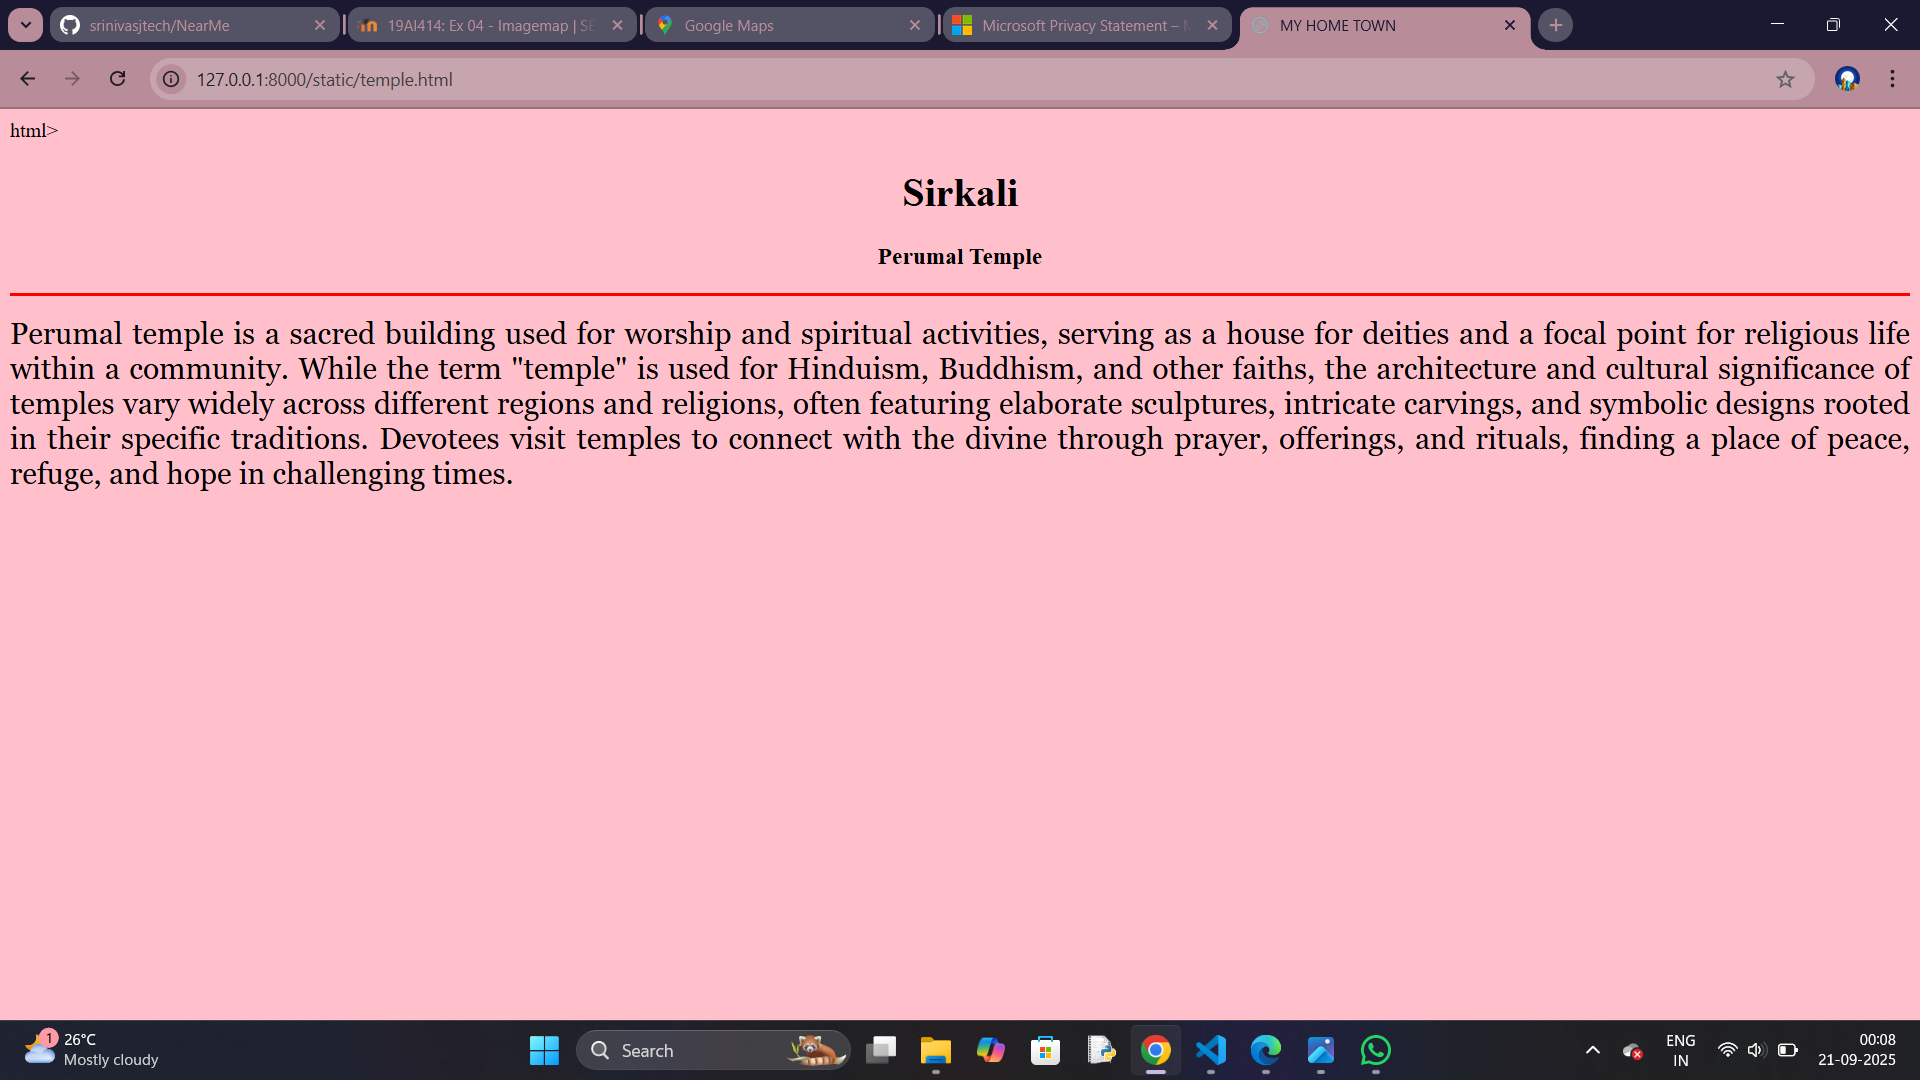 srinivasjtech/NearMe
19AI414: Ex 04 - Imagemap | SE
Google Maps
Microsoft Privacy Statement –
MY HOME TOWN
127.0.0.1:8000/static/temple.html
html>
Sirkali
Perumal Temple
Perumal temple is a sacred building used for worship and spiritual activities, serving as a house for deities and a focal point for religious life
within a community. While the term "temple" is used for Hinduism, Buddhism, and other faiths, the architecture and cultural significance of
temples vary widely across different regions and religions, often featuring elaborate sculptures, intricate carvings, and symbolic designs rooted
in their specific traditions. Devotees visit temples to connect with the divine through prayer, offerings, and rituals, finding a place of peace,
refuge, and hope in challenging times.
1
26°C
Mostly cloudy
Search
ENG
IN
00:08
21-09-2025